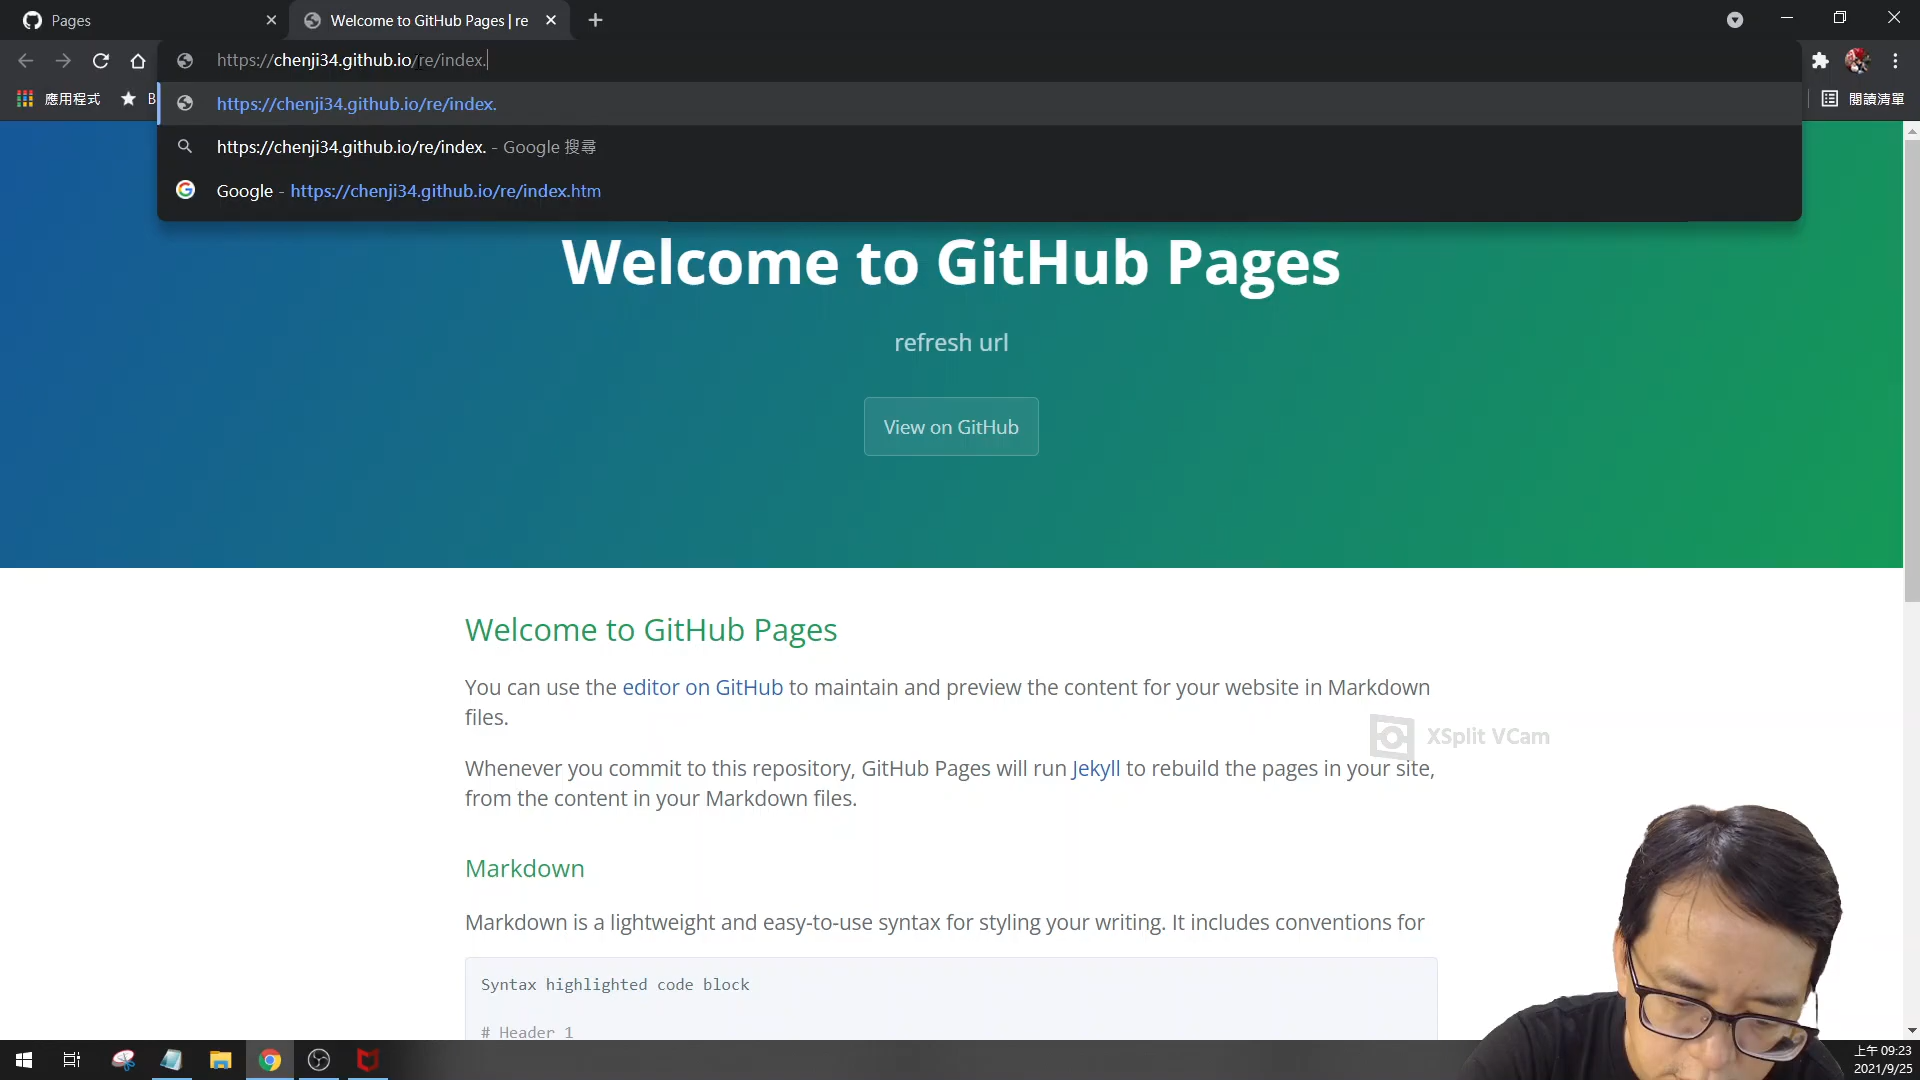 Pages
Welcome to GitHub Pages | re
https://chenji34.github.io/re/index.
應用程式
B
閱讀清單
https://chenji34.github.io/re/index.
https://chenji34.github.io/re/index. - Google 搜尋
Google - https://chenji34.github.io/re/index.htm
Welcome to GitHub Pages
refresh url
View on GitHub
Welcome to GitHub Pages
You can use the editor on GitHub to maintain and preview the content for your website in Markdown
files.
XSplit VCam
Whenever you commit to this repository, GitHub Pages will run Jekyll to rebuild the pages in your site,
from the content in your Markdown files.
Markdown
Markdown is a lightweight and easy-to-use syntax for styling your writing. It includes conventions for
Syntax highlighted code block
# Header 1
上午 09:23
2021/9/25